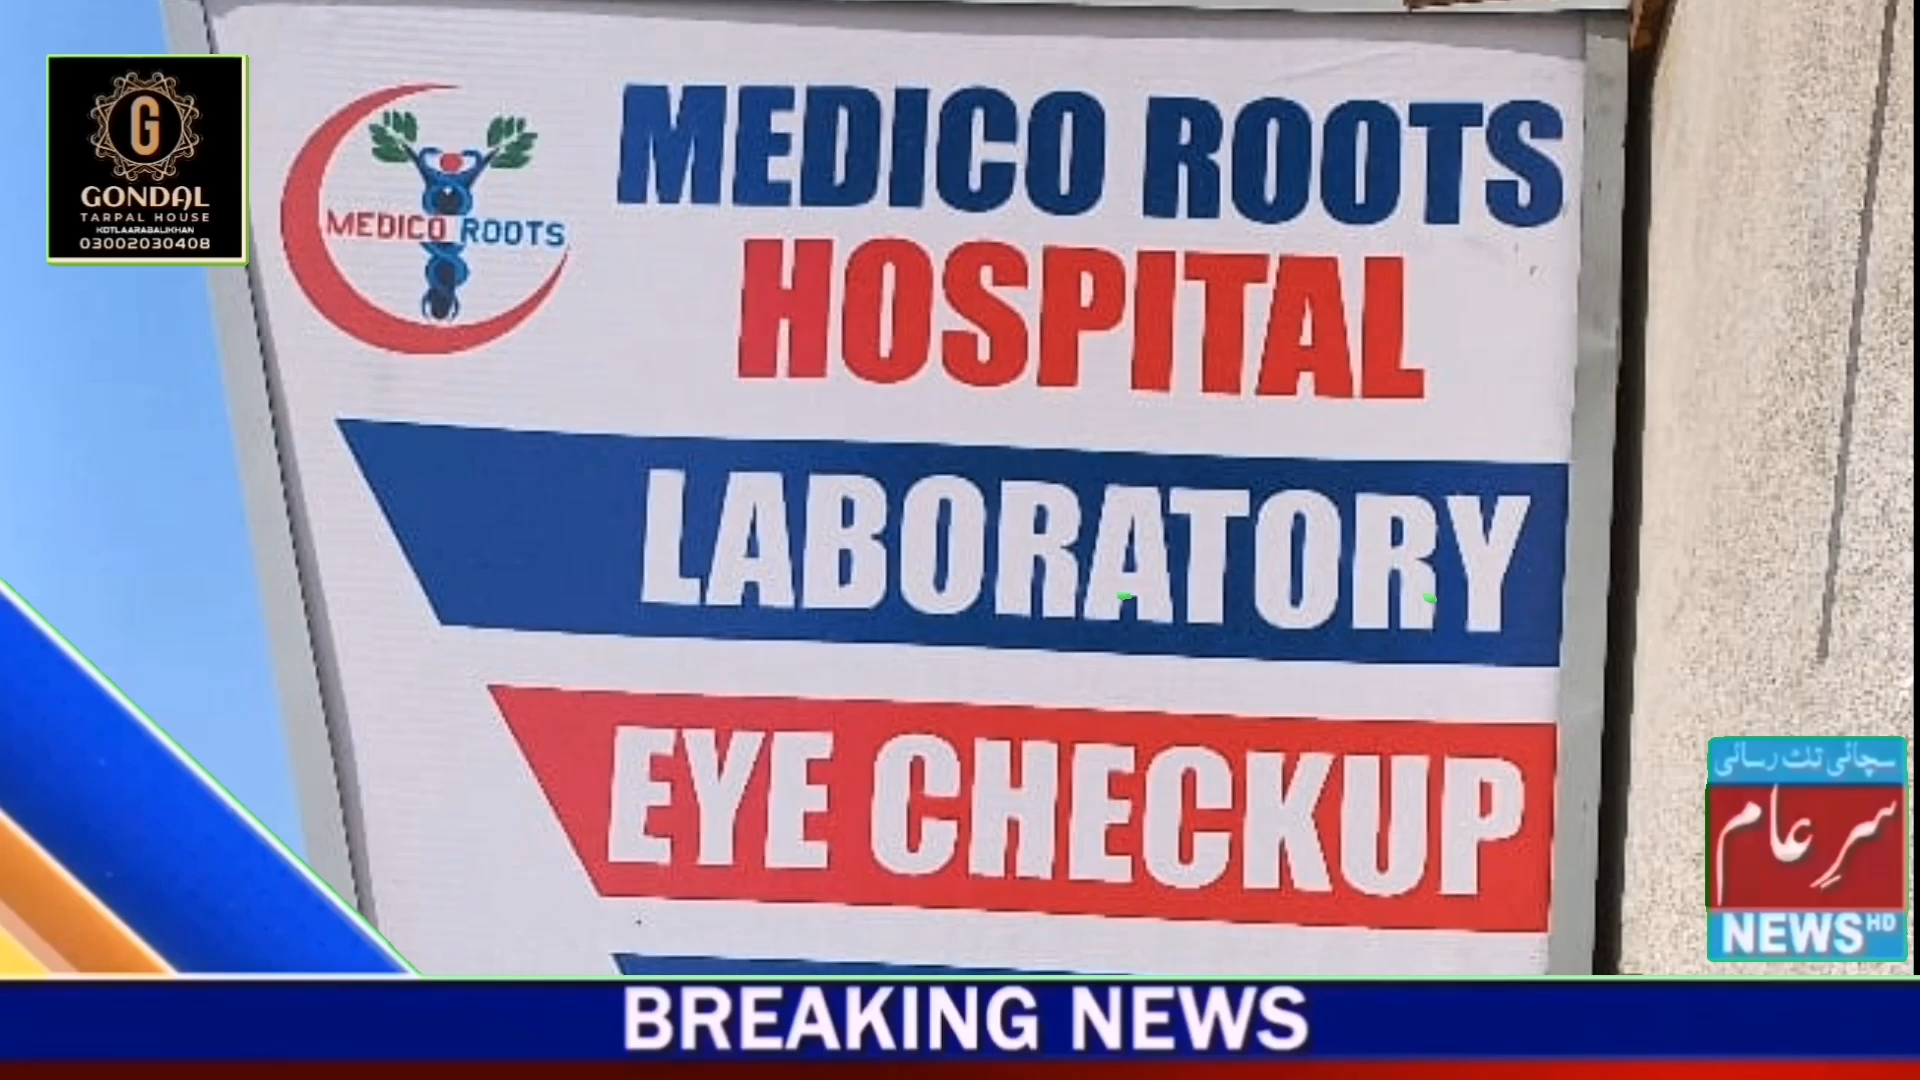 G
GONDAL
TARPAL HOUSE
KOTLAARABALIKHAN
03002030408
MEDICO ROOTS
MEDICO ROOTS
HOSPITAL
LABORATORY
EYE CHECKUP
سچائی تک رسائی
سرِ عام
NEWS HD
BREAKING NEWS